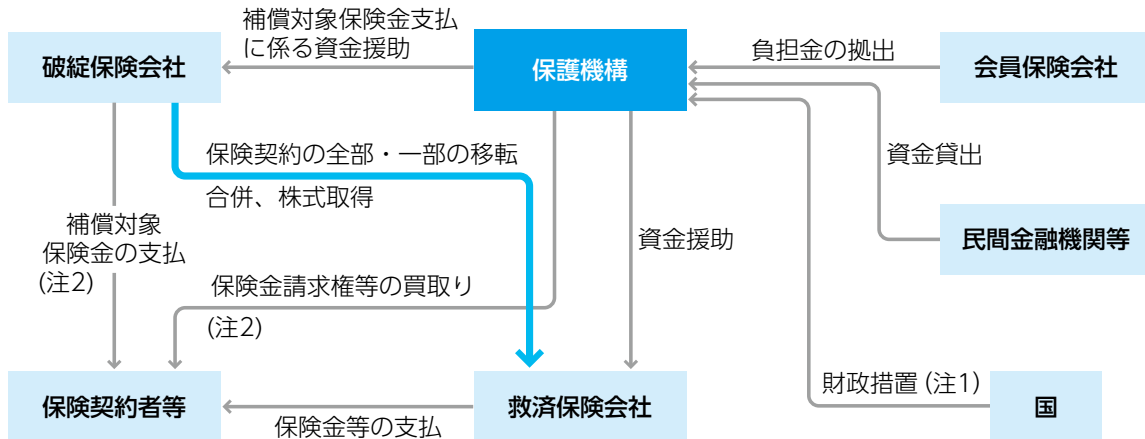 補償対象保険金支払
に係る資金援助
破綻保険会社
保護機構
負担金の拠出
会員保険会社
保険契約の全部・一部の移転
合併、株式取得
資金貸出
補償対象
保険金の支払
(注2)
資金援助
民間金融機関等
保険金請求権等の買取り
(注2)
財政措置 (注1)
国
保険契約者等
保険金等の支払
救済保険会社